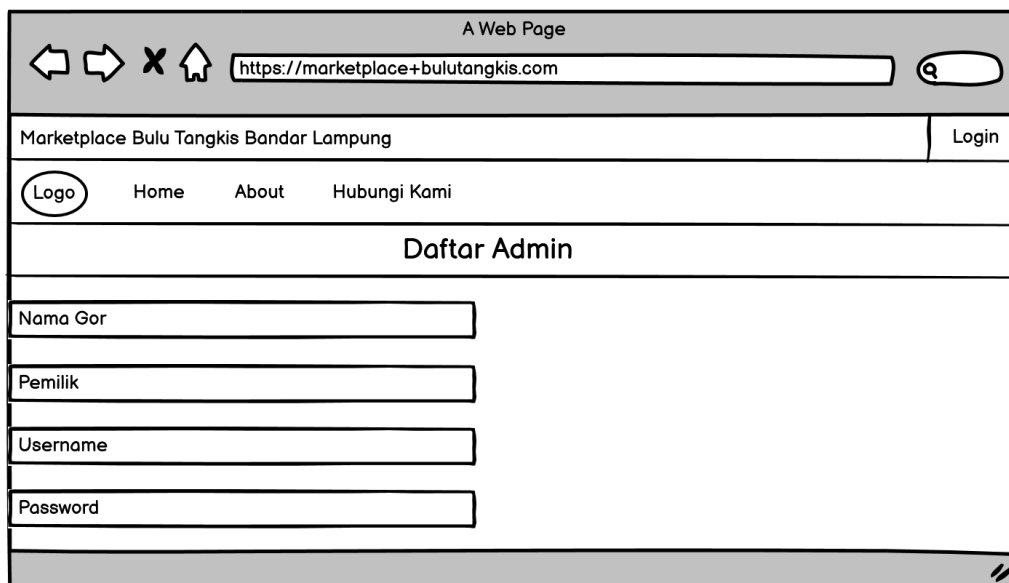 A Web Page
https://marketplace+bulutangkis.com
Marketplace Bulu Tangkis Bandar Lampung Login
Logo Home About Hubungi Kami
Daftar Admin
Nama Gor
Pemilik
Username
Password